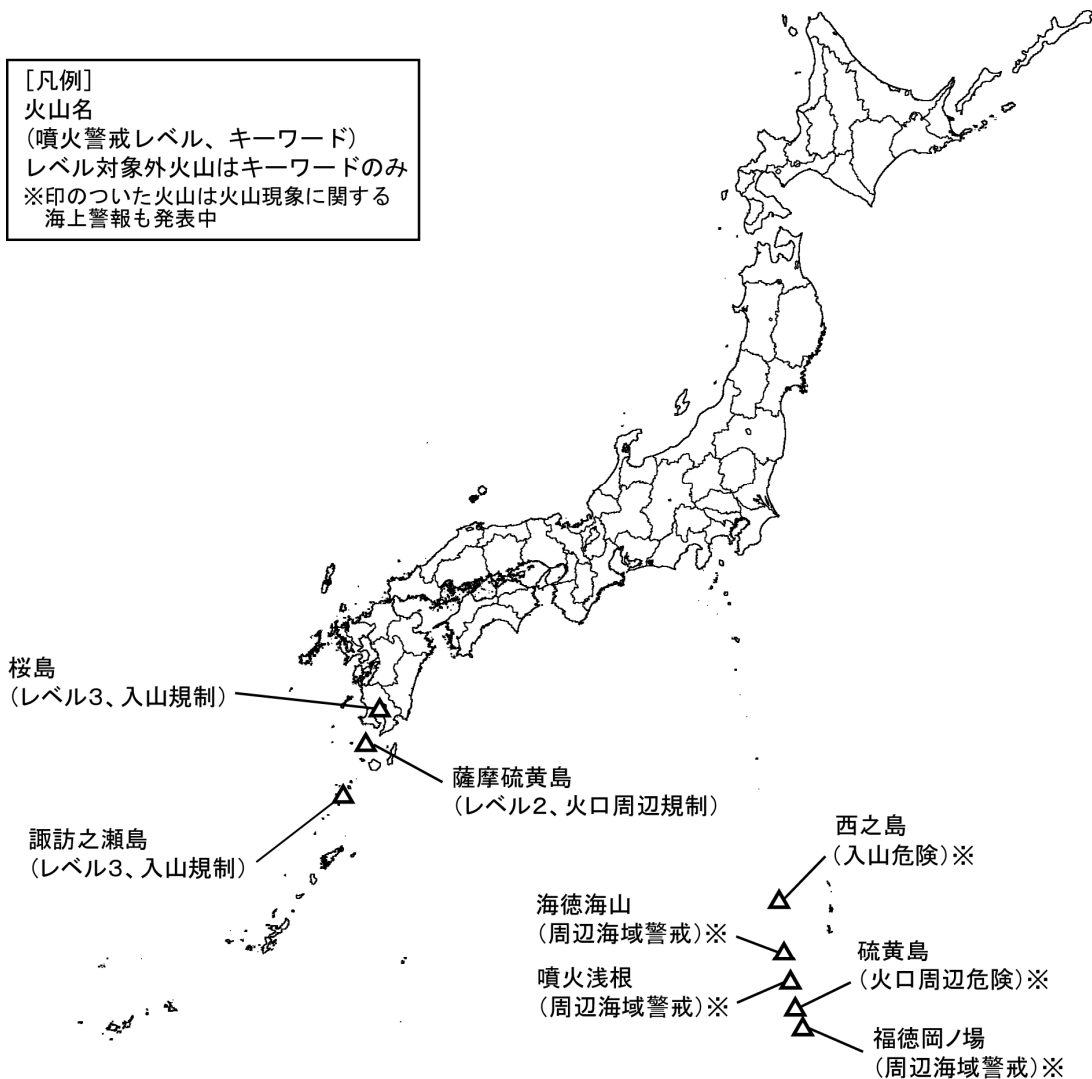 ［凡例］
火山名
（噴火警戒レベル、キーワード）
レベル対象外火山はキーワードのみ
※印のついた火山は火山現象に関する
海上警報も発表中
桜島
（レベル３、入山規制）
薩摩硫黄島
（レベル２、火口周辺規制）
諏訪之瀬島
（レベル３、入山規制）
西之島
（入山危険）※
海徳海山
（周辺海域警戒）※
硫黄島
（火口周辺危険）※
噴火浅根
（周辺海域警戒）※
福徳岡ノ場
（周辺海域警戒）※